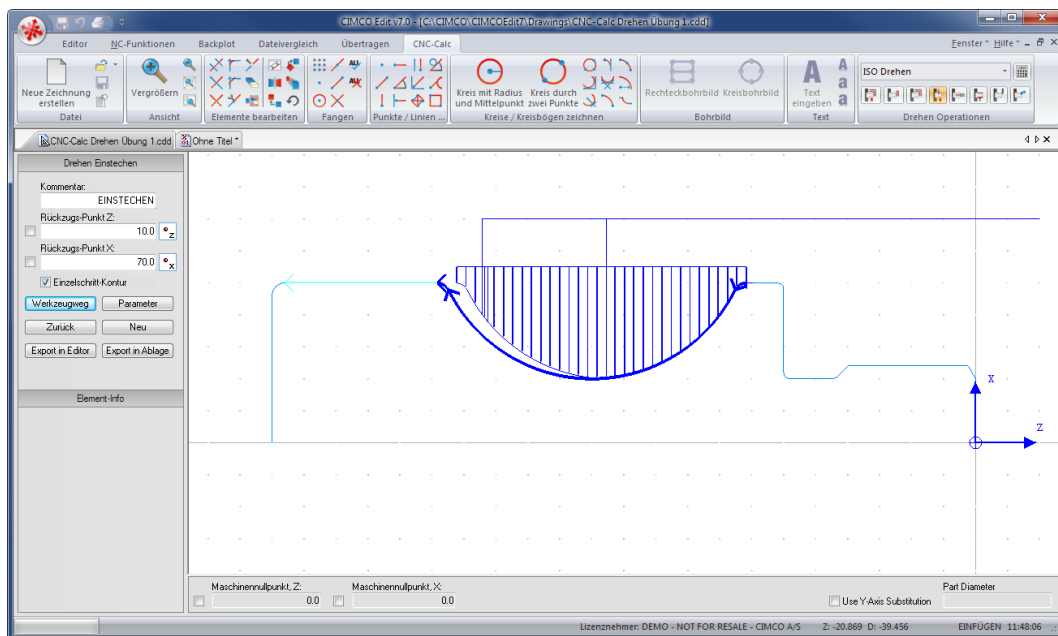 CIMCO Edit v7.0 - [C:\CIMCO\CIMCOEdit7\Drawings\CNC-Calc Drehen Übung 1.cdd]
Editor NC-Funktionen Backplot Dateivergleich Übertragen CNC-Calc Fenster Hilfe
Neue Zeichnung erstellen
Vergrößern
Kreis mit Radius und Mittelpunkt
Kreis durch zwei Punkte
Rechteckbohrbild Kreisbohrbild
Text eingeben
ISO Drehen
Datei Ansicht Elemente bearbeiten Fangen Punkte / Linien ... Kreise / Kreisbögen zeichnen Bohrbild Text Drehen Operationen
CNC-Calc Drehen Übung 1.cdd Ohne Titel *
Drehen Einstechen
Kommentar:
EINSTECHEN
Rückzugs-Punkt Z:
10.0 z
Rückzugs-Punkt X:
70.0 x
Einzelschritt-Kontur
Werkzeugweg Parameter
Zurück Neu
Export in Editor Export in Ablage
Element-Info
X
Z
Maschinennullpunkt, Z: Maschinennullpunkt, X: Part Diameter
0.0 0.0 Use Y-Axis Substitution
Lizenznehmer: DEMO - NOT FOR RESALE - CIMCO A/S Z: -20.869 D: -39.456 EINFÜGEN 11:48:06